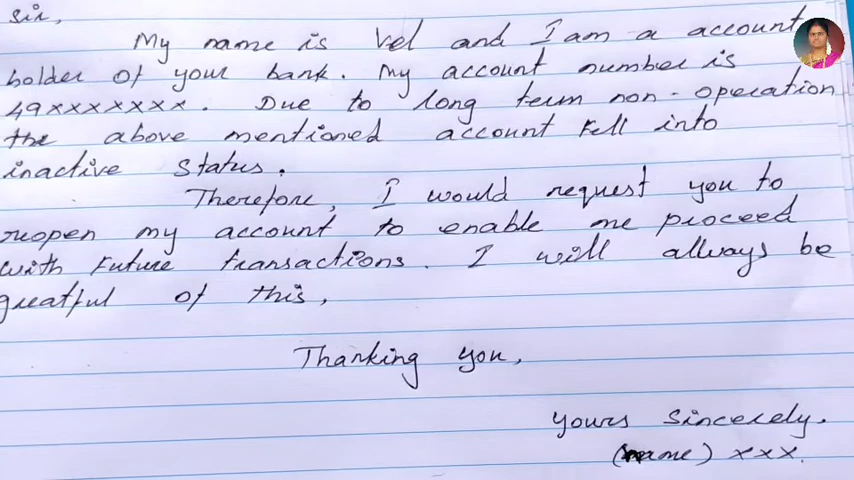 Sir,
My name is Vel and I am a account
holder of your bank. My account number is
49xxxxxxxx. Due to long term non-operation
the above mentioned account fell into
inactive status.
Therefore, I would request you to
reopen my account to enable me proceed
with future transactions. I will allways be
greatful of this,
Thanking you,
yours sincerely.
(name) xxx.